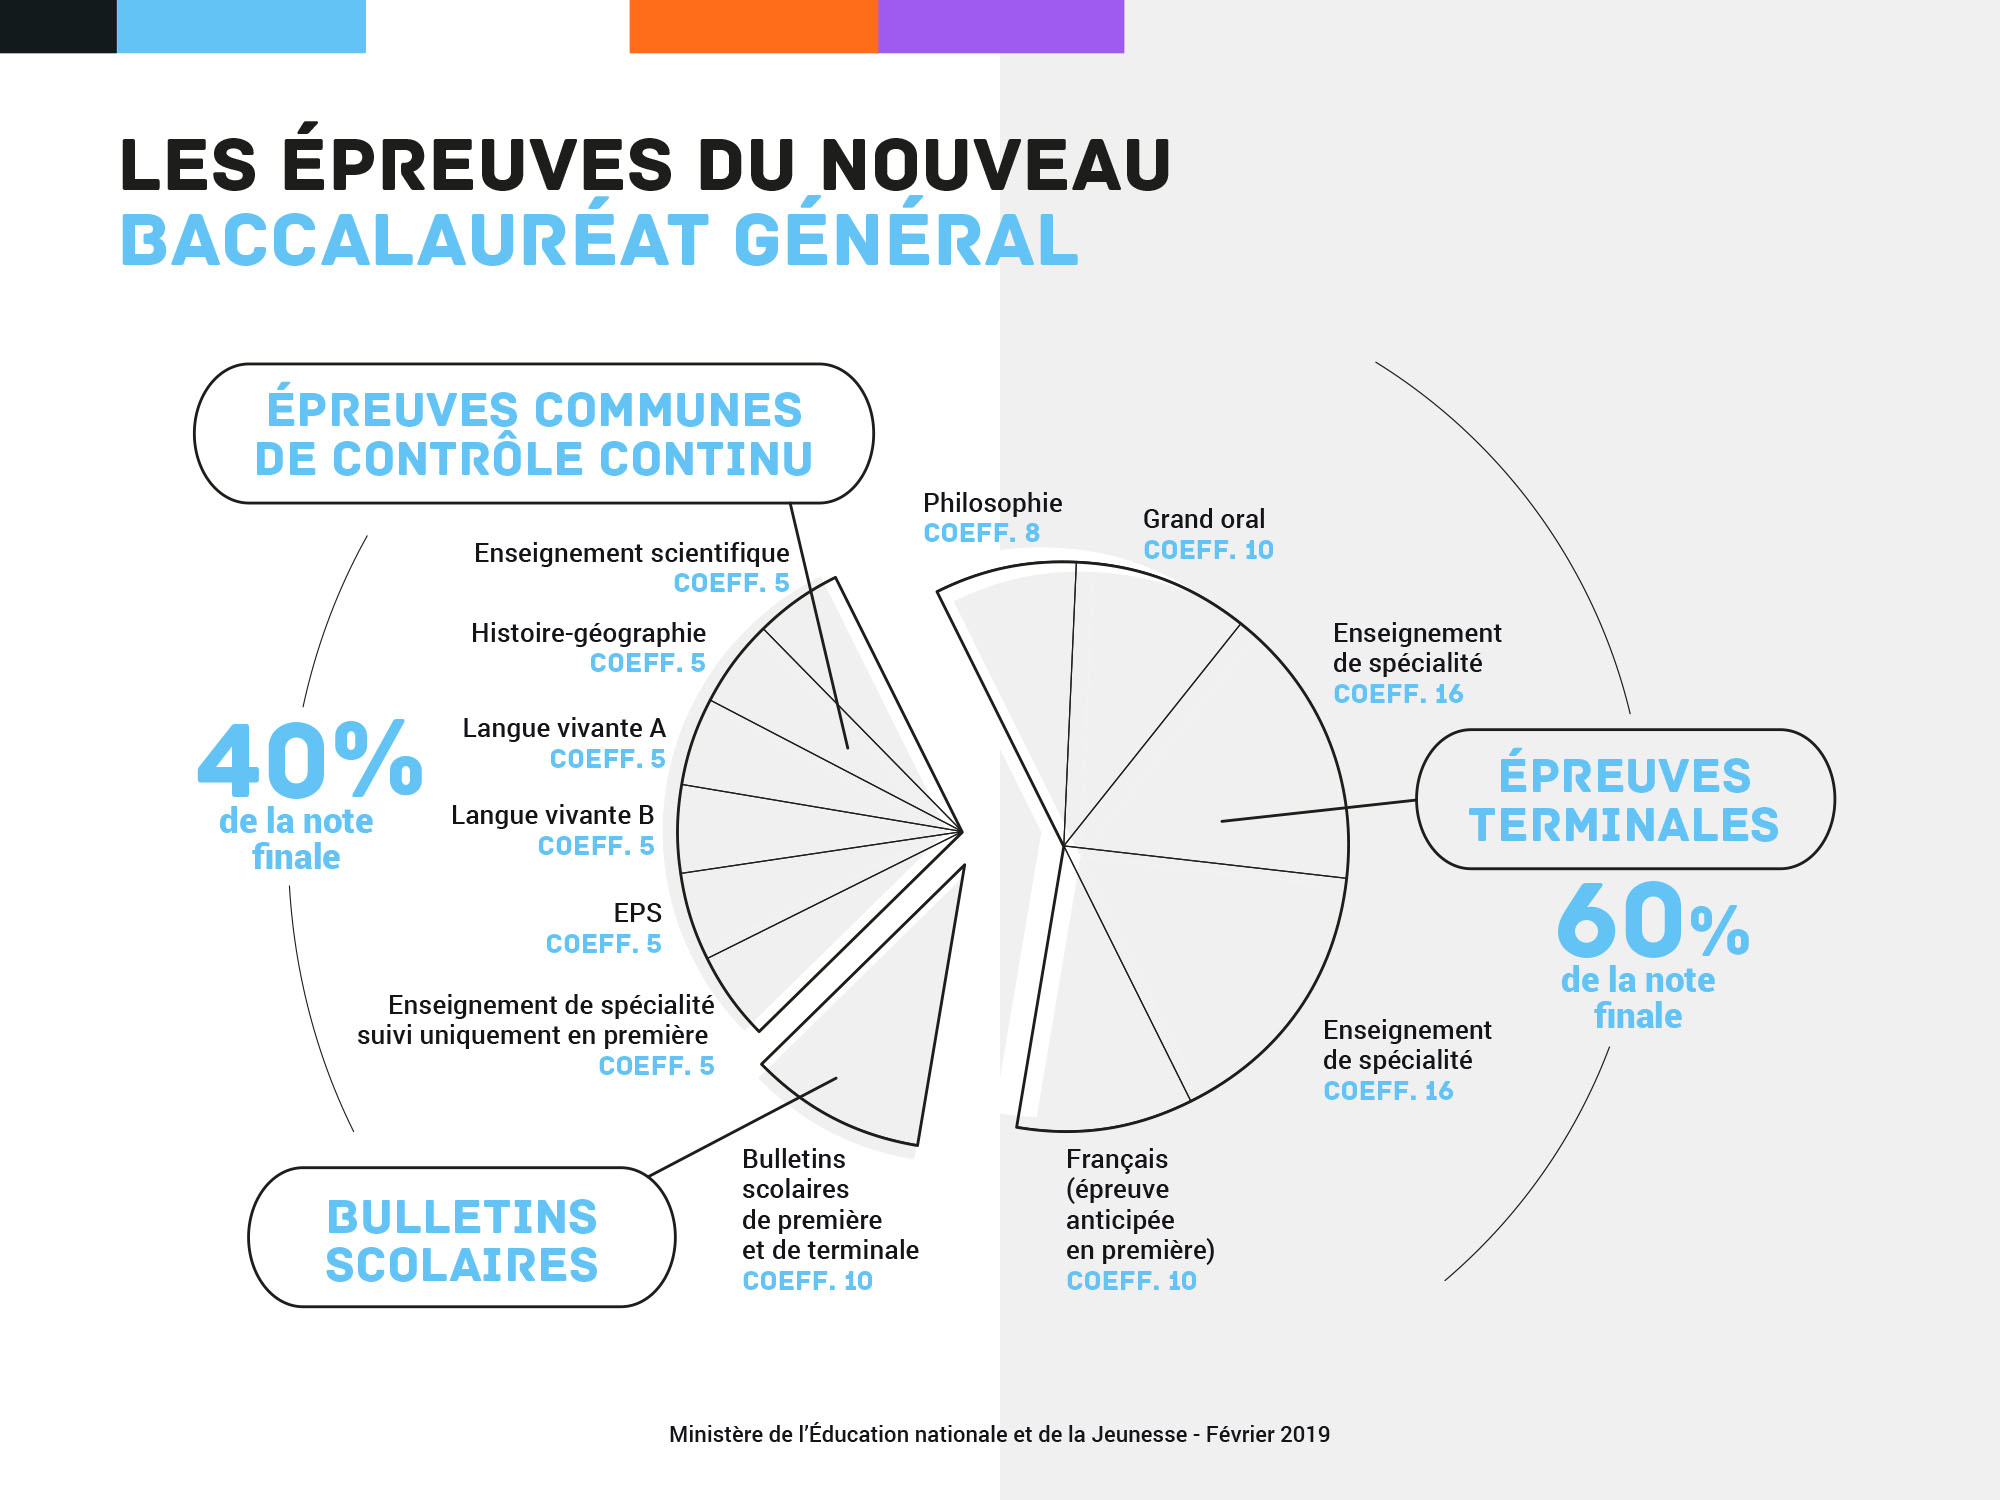 LES ÉPREUVES DU NOUVEAU
BACCALAURÉAT GÉNÉRAL
ÉPREUVES COMMUNES
DE CONTRÔLE CONTINU
Enseignement scientifique
COEFF. 5
Histoire-géographie
COEFF. 5
Langue vivante A
COEFF. 5
Langue vivante B
COEFF. 5
EPS
COEFF. 5
Enseignement de spécialité
suivi uniquement en première
COEFF. 5
40%
de la note
finale
BULLETINS
SCOLAIRES
Bulletins
scolaires
de première
et de terminale
COEFF. 10
Philosophie
COEFF. 8
Grand oral
COEFF. 10
Enseignement
de spécialité
COEFF. 16
ÉPREUVES
TERMINALES
60%
de la note
finale
Enseignement
de spécialité
COEFF. 16
Français
(épreuve
anticipée
en première)
COEFF. 10
Ministère de l'Éducation nationale et de la Jeunesse - Février 2019